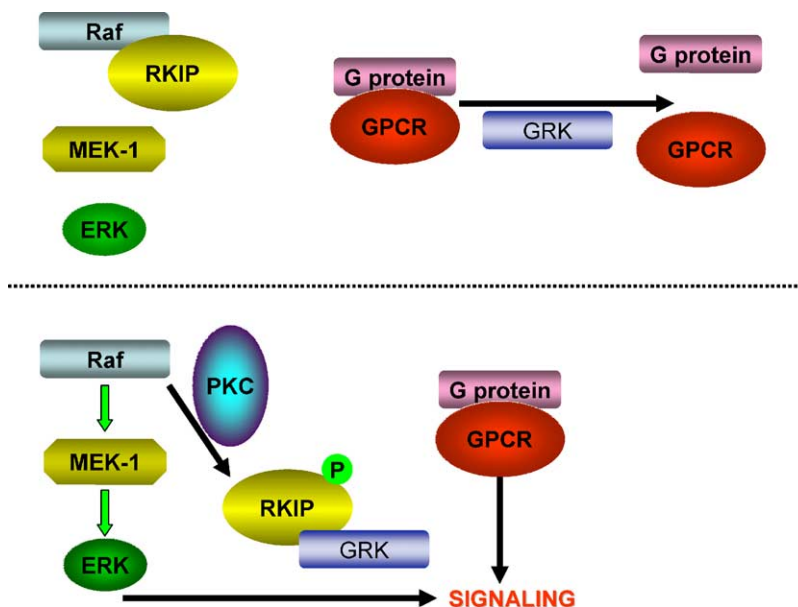 Raf
RKIP
MEK-1
ERK
G protein
GPCR
GRK
G protein
GPCR
Raf
PKC
MEK-1
P
RKIP
GRK
ERK
G protein
GPCR
SIGNALING